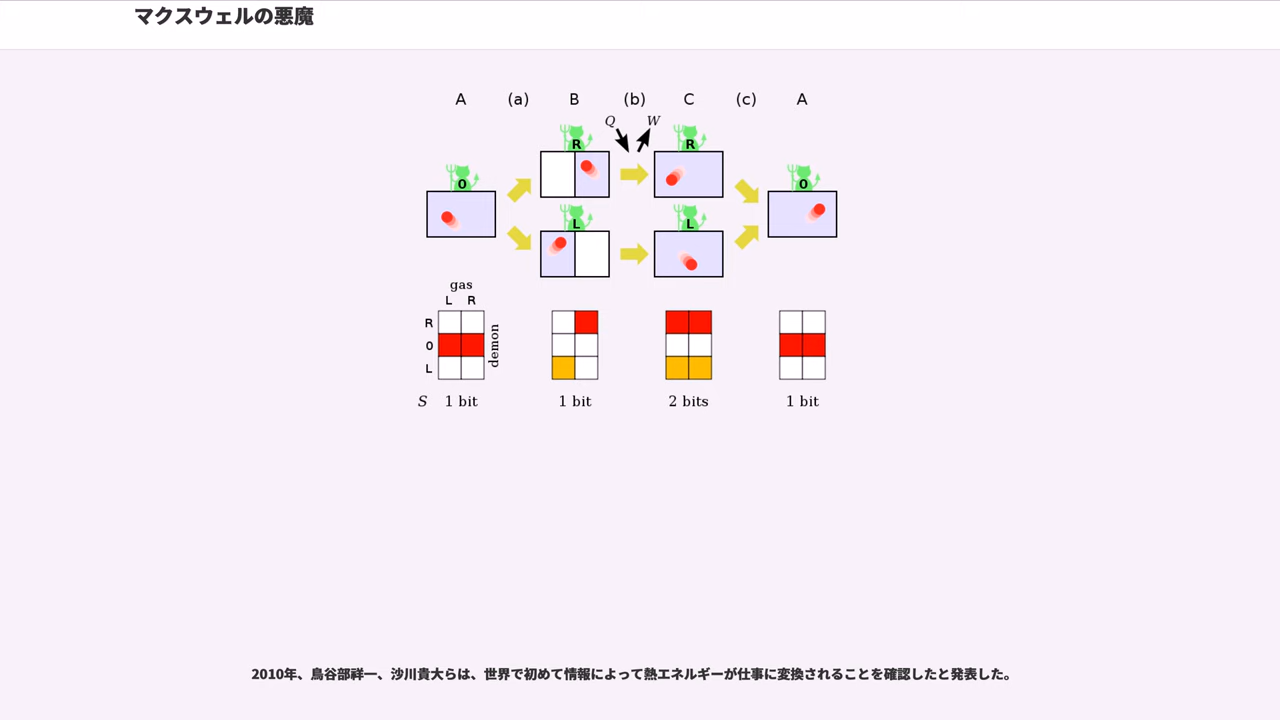 マクスウェルの悪魔
A (a) B (b) C (c) A
Q W
R R
0 0
L L
gas
L R
R
0
L
demon
S 1 bit 1 bit 2 bits 1 bit
2010年、鳥谷部祥一、沙川貴大らは、世界で初めて情報によって熱エネルギーが仕事に変換されることを確認したと発表した。